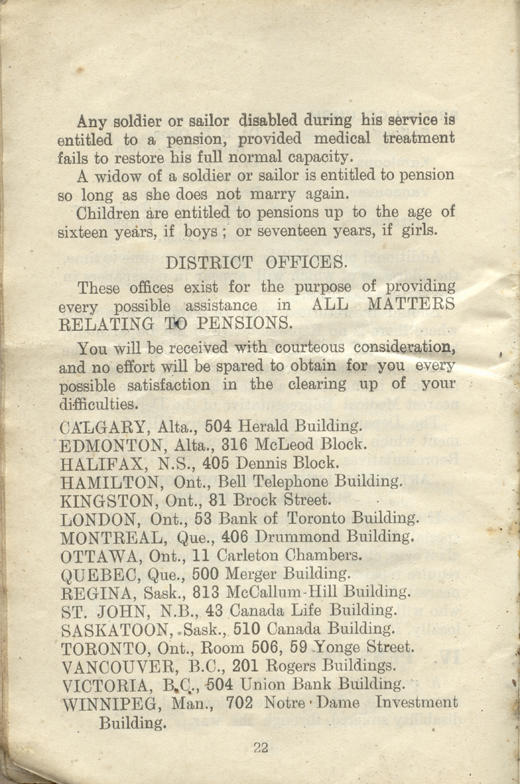 Any soldier or sailor disabled during his service is
entitled to a pension, provided medical treatment
fails to restore his full normal capacity.
A widow of a soldier or sailor is entitled to pension
so long as she does not marry again.
Children are entitled to pensions up to the age of
sixteen years, if boys; or seventeen years, if girls.
DISTRICT OFFICES.
These offices exist for the purpose of providing
every possible assistance in ALL MATTERS
RELATING TO PENSIONS.
You will be received with courteous consideration,
and no effort will be spared to obtain for you every
possible satisfaction in the clearing up of your
difficulties.
CALGARY, Alta., 504 Herald Building.
EDMONTON, Alta., 316 McLeod Block.
HALIFAX, N.S., 405 Dennis Block.
HAMILTON, Ont., Bell Telephone Building.
KINGSTON, Ont., 81 Brock Street.
LONDON, Ont., 53 Bank of Toronto Building.
MONTREAL, Que., 406 Drummond Building.
OTTAWA, Ont., 11 Carleton Chambers.
QUEBEC, Que., 500 Merger Building.
REGINA, Sask., 813 McCallum-Hill Building.
ST. JOHN, N.B., 43 Canada Life Building.
SASKATOON, Sask., 510 Canada Building.
TORONTO, Ont., Room 506, 59 Yonge Street.
VANCOUVER, B.C., 201 Rogers Buildings.
VICTORIA, B.C., 504 Union Bank Building.
WINNIPEG, Man., 702 Notre Dame Investment
Building.
22